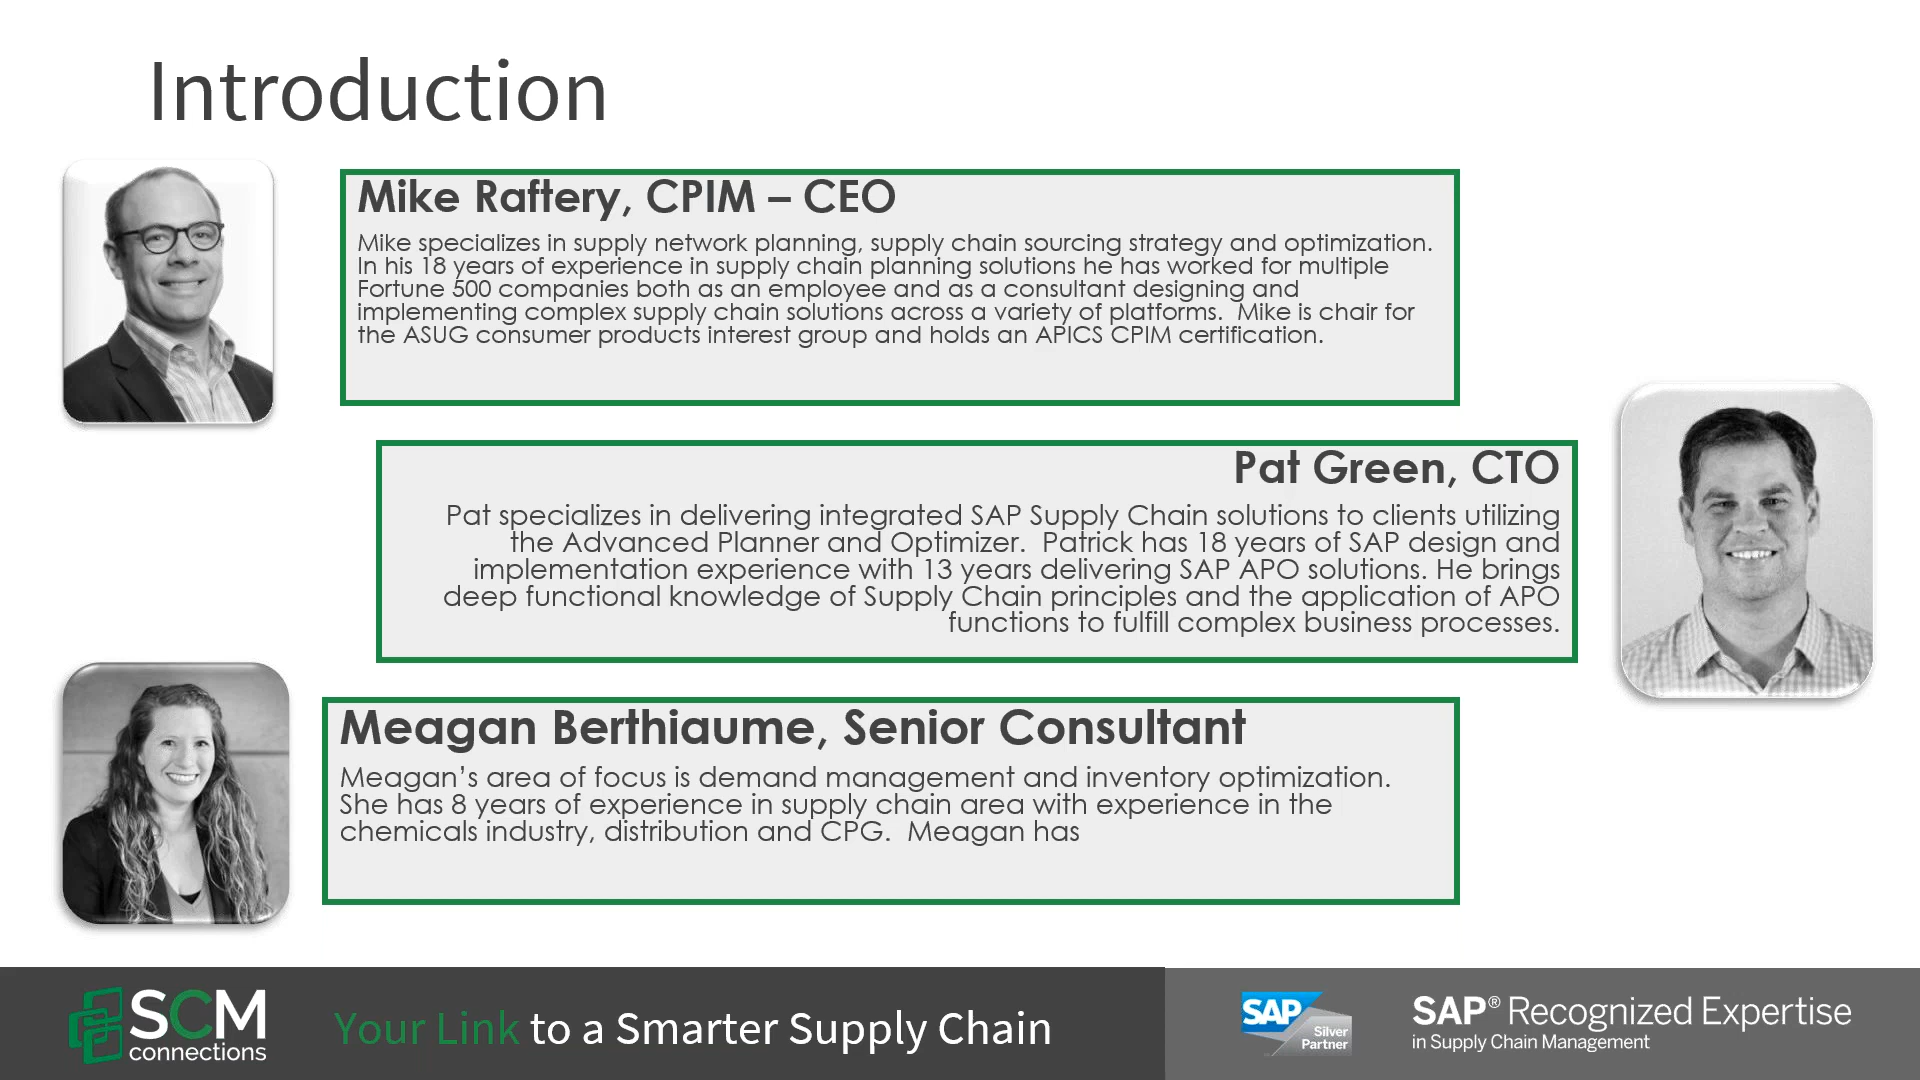 Introduction
Mike Raftery, CPIM – CEO
Mike specializes in supply network planning, supply chain sourcing strategy and optimization.
In his 18 years of experience in supply chain planning solutions he has worked for multiple
Fortune 500 companies both as an employee and as a consultant designing and
implementing complex supply chain solutions across a variety of platforms.  Mike is chair for
the ASUG consumer products interest group and holds an APICS CPIM certification.
Pat Green, CTO
Pat specializes in delivering integrated SAP Supply Chain solutions to clients utilizing
the Advanced Planner and Optimizer.  Patrick has 18 years of SAP design and
implementation experience with 13 years delivering SAP APO solutions. He brings
deep functional knowledge of Supply Chain principles and the application of APO
functions to fulfill complex business processes.
Meagan Berthiaume, Senior Consultant
Meagan’s area of focus is demand management and inventory optimization.
She has 8 years of experience in supply chain area with experience in the
chemicals industry, distribution and CPG.  Meagan has
SCM
connections
Your Link to a Smarter Supply Chain
SAP
Silver
Partner
SAP® Recognized Expertise
in Supply Chain Management